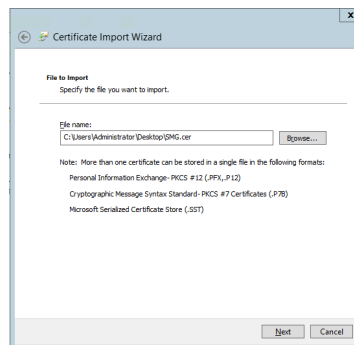 x
Certificate Import Wizard
File to Import
Specify the file you want to import.
File name:
C:\Users\Administrator\Desktop\SMG.cer
Browse...
Note: More than one certificate can be stored in a single file in the following formats:
Personal Information Exchange- PKCS #12 (.PFX,.P12)
Cryptographic Message Syntax Standard- PKCS #7 Certificates (.P7B)
Microsoft Serialized Certificate Store (.SST)
Next Cancel